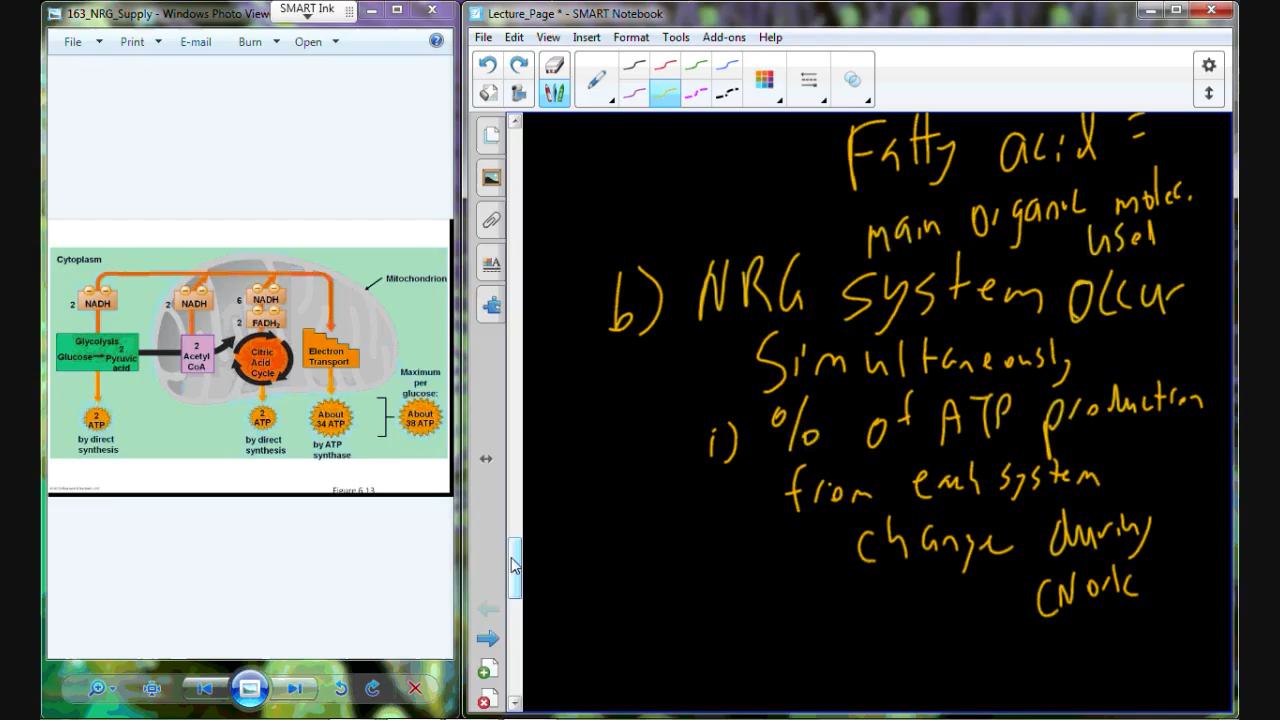 163_NRG_Supply - Windows Photo View
SMART Ink
File Print E-mail Burn Open
Cytoplasm
Mitochondrion
2 NADH
2 NADH
6 NADH
2 FADH₂
Glycolysis
Glucose 2 Pyruvic acid
2 Acetyl CoA
Citric Acid Cycle
Electron Transport
Maximum per glucose:
2 ATP
2 ATP
About 34 ATP
About 38 ATP
by direct synthesis
by direct synthesis
by ATP synthase
Figure 6.13
Lecture_Page * - SMART Notebook
File Edit View Insert Format Tools Add-ons Help
Fatty acid =
main organic molec.
used
b) NRG system occur
simultaneously
i) % of ATP production
from each system
change during